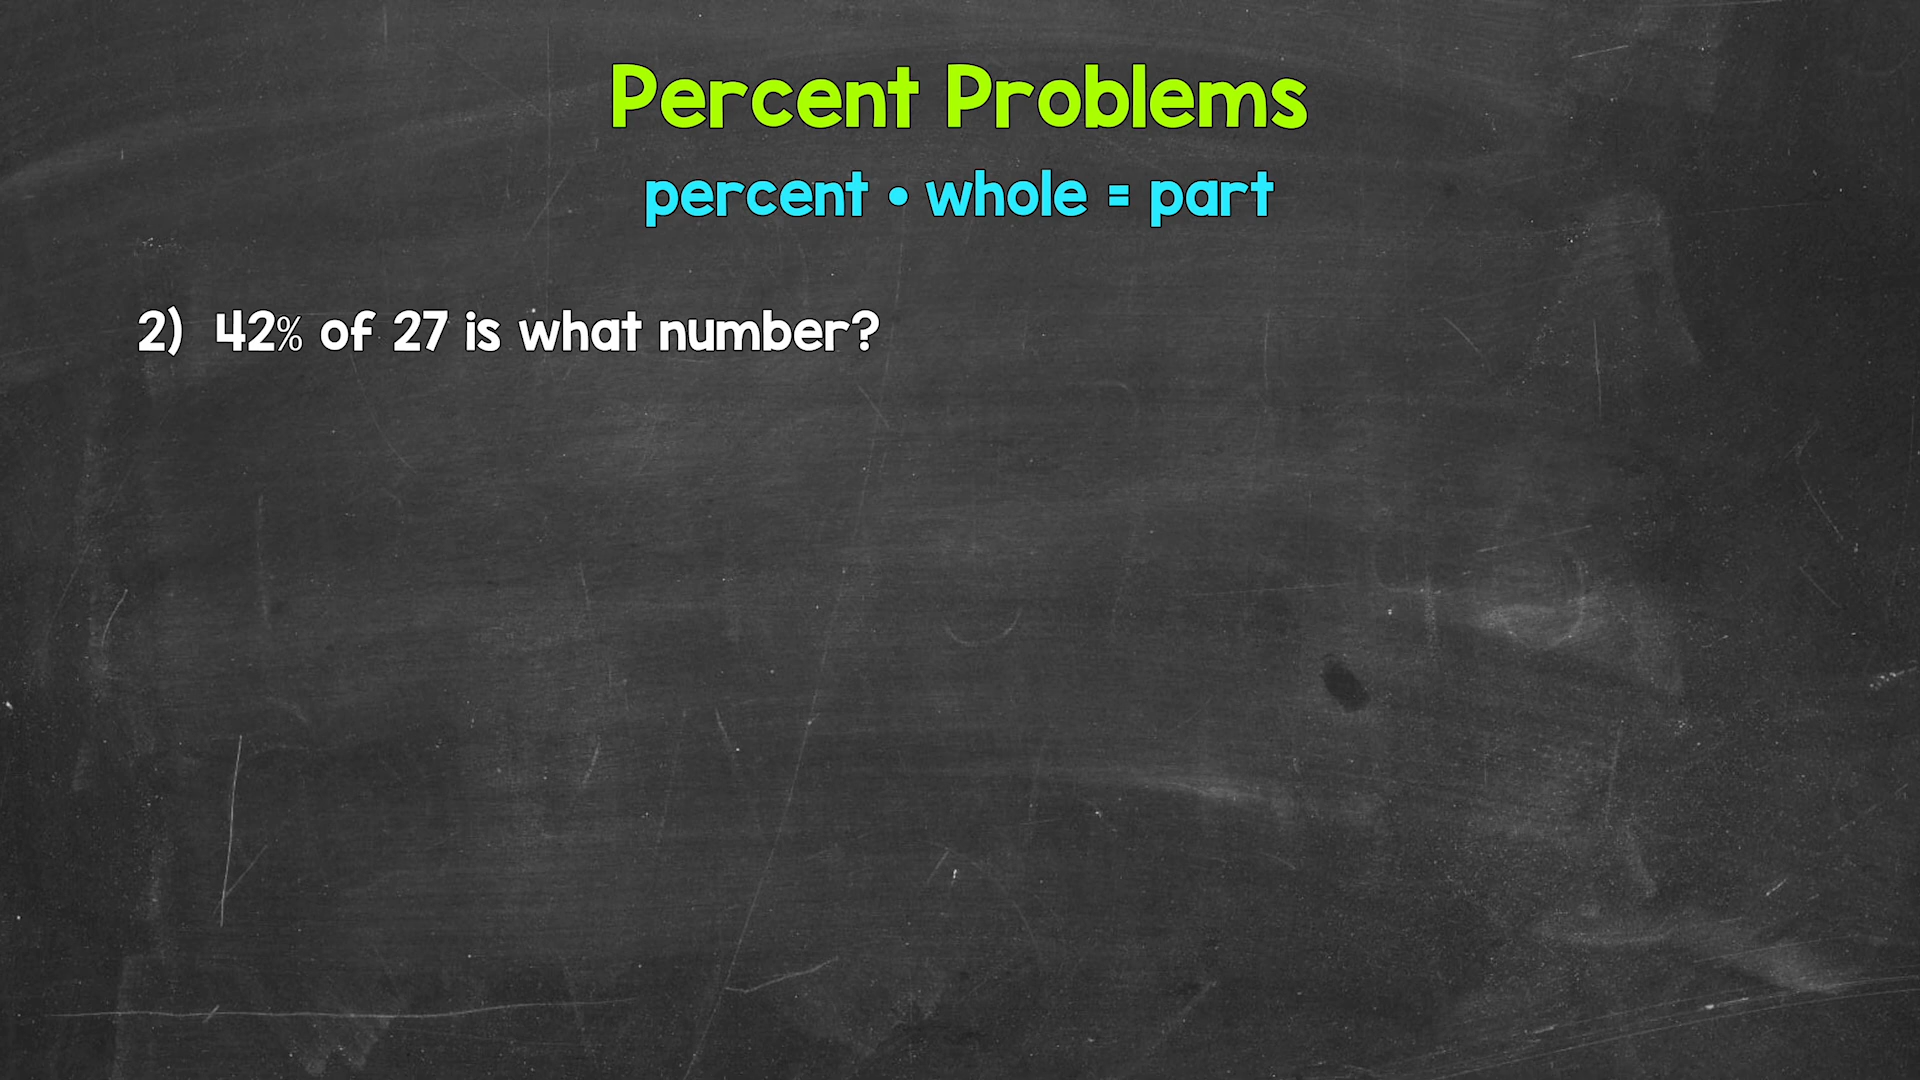 Percent Problems
percent • whole = part
2) 42% of 27 is what number?